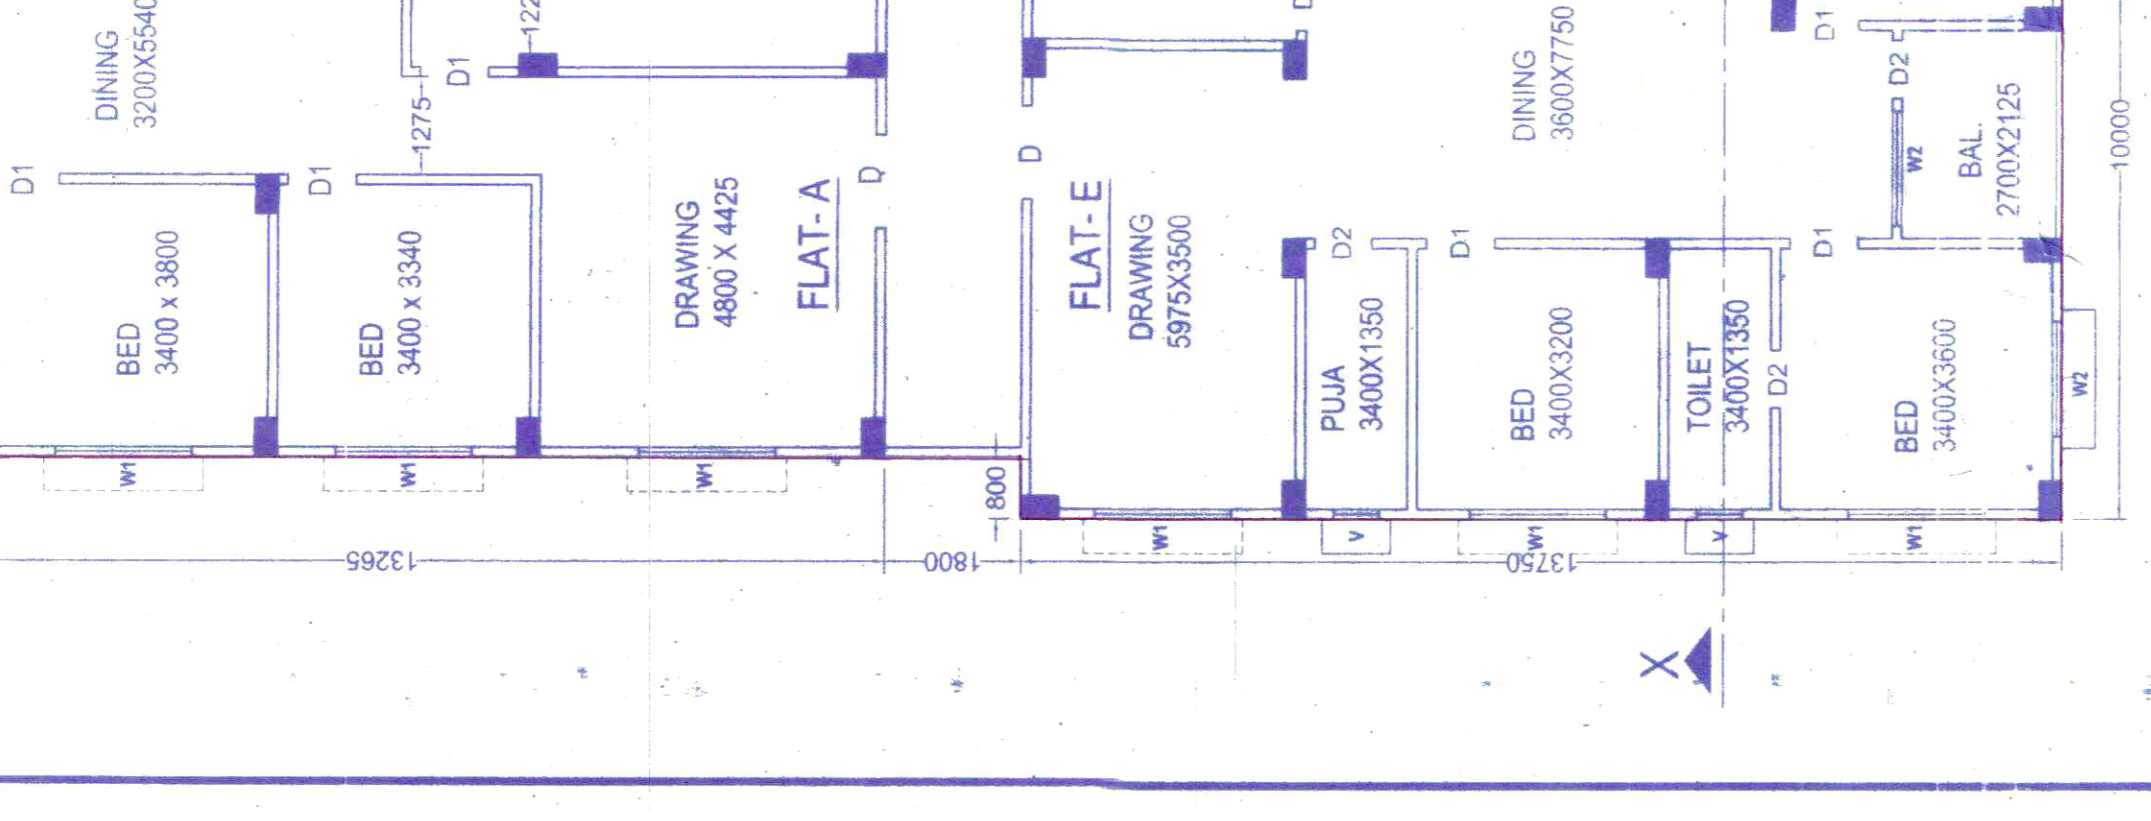 DINING
3200X5540
D1
1275
D1
D1
BED
3400 x 3800
BED
3400 x 3340
DRAWING
4800 X 4425
FLAT-A
D
D
FLAT-E
DRAWING
5975X3500
DINING
3600X7750
D1
D2
W2
BAL.
2700X2125
10000
D2
D1
D1
PUJA
3400X1350
BED
3400X3200
TOILET
3400X1350
D2
BED
3400X3600
W2
W1
W1
W1
800
W1
V
W1
V
W1
13265
1800
13750
X